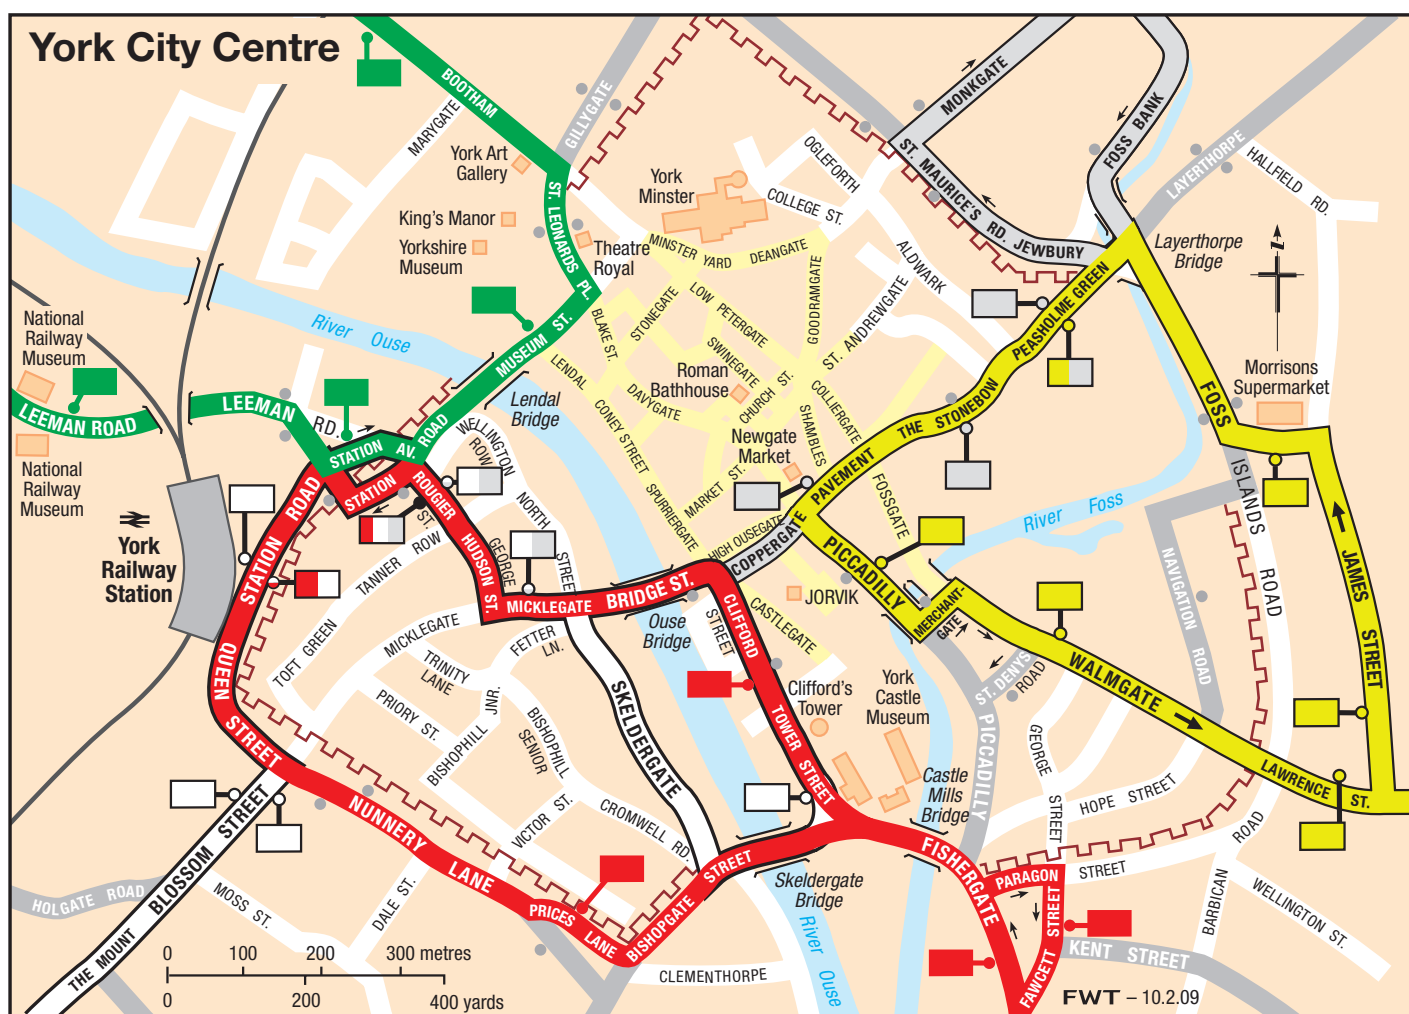 York City Centre
BOOTHAM
GILLYGATE
MARYGATE
York Art
Gallery
ST. LEONARDS PL.
King's Manor
Yorkshire
Museum
Theatre
Royal
York
Minster
OGLEFORTH
COLLEGE ST.
MONKGATE
FOSS BANK
ST. MAURICE'S RD. JEWBURY
LAYERTHORPE
HALLFIELD RD.
Layerthorpe
Bridge
N
MINSTER YARD
DEANGATE
ALDWARK
GOODRAMGATE
ST. ANDREWGATE
PEASHOLME GREEN
STONEGATE
LOW PETERGATE
BLAKE ST.
SWINEGATE
MUSEUM ST.
River Ouse
National
Railway
Museum
LEEMAN ROAD
LEEMAN
RD.
National
Railway
Museum
LENDAL
Lendal
Bridge
Roman
Bathhouse
DAVYGATE
CHURCH ST.
COLLIERGATE
SHAMBLES
CONEY STREET
Newgate
Market
MARKET ST.
SPURRIERGATE
THE STONEBOW
PAVEMENT
FOSSGATE
FOSS
Morrisons
Supermarket
ISLANDS ROAD
JAMES STREET
STATION AV.
ROAD
WELLINGTON
ROW
STATION
ROUGIER
ST.
NORTH
STREET
HUDSON ST.
GEORGE
TANNER ROW
STATION ROAD
York
Railway
Station
HIGH OUSEGATE
COPPERGATE
PICCADILLY
River Foss
NAVIGATION ROAD
MICKLEGATE
BRIDGE ST.
Ouse
Bridge
CLIFFORD
STREET
CASTLEGATE
JORVIK
MERCHANT-
GATE
WALMGATE
LAWRENCE ST.
TOFT GREEN
MICKLEGATE
FETTER
LN.
TRINITY
LANE
PRIORY ST.
BISHOPHILL JNR.
BISHOPHILL
SENIOR
SKELDERGATE
ST. DENYS
ROAD
PICCADILLY
QUEEN
STREET
Clifford's
Tower
York
Castle
Museum
TOWER STREET
GEORGE STREET
HOPE STREET
Castle
Mills
Bridge
VICTOR ST.
CROMWELL RD.
NUNNERY LANE
BLOSSOM STREET
THE MOUNT
HOLGATE ROAD
MOSS ST.
DALE ST.
PRICES LANE
BISHOPGATE
STREET
Skeldergate
Bridge
FISHERGATE
PARAGON
STREET
BARBICAN
ROAD
WELLINGTON ST.
FAWCETT STREET
KENT STREET
CLEMENTHORPE
River Ouse
0 100 200 300 metres
0 200 400 yards
FWT – 10.2.09